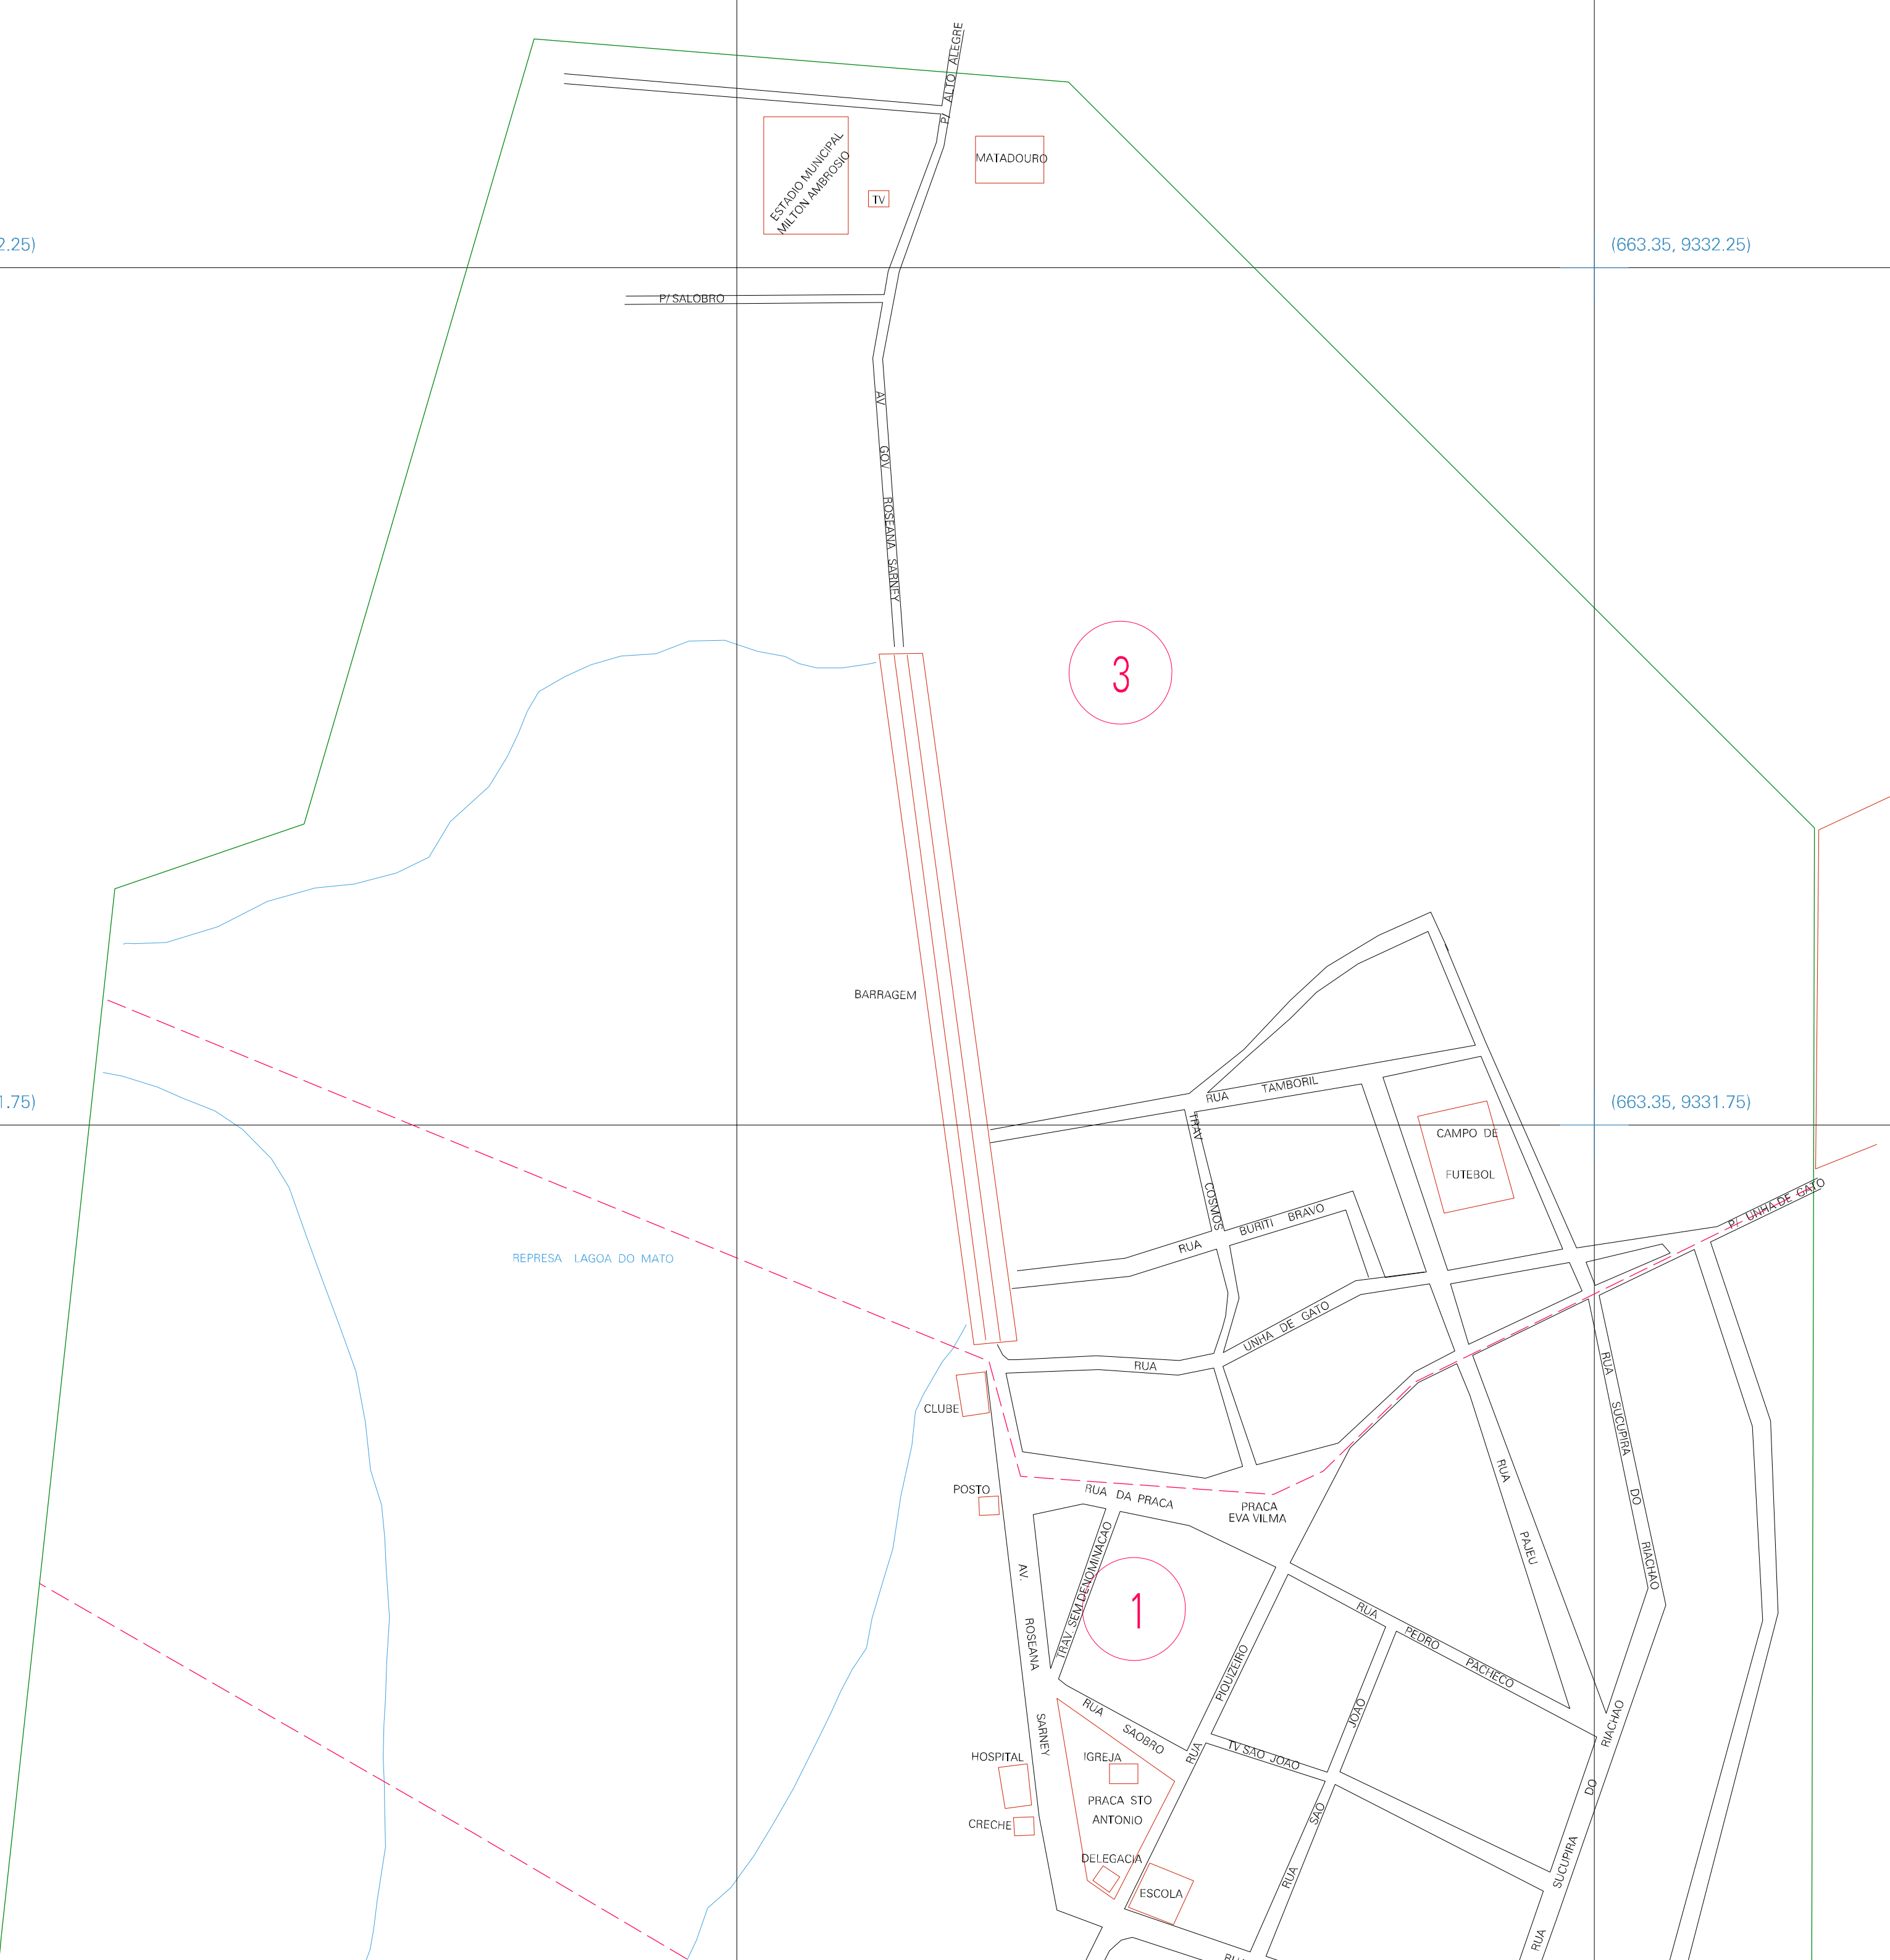 P/ ALTO ALEGRE
ESTADIO MUNICIPAL
MILTON AMBROSIO
TV
MATADOURO
2.25)
(663.35, 9332.25)
P/ SALOBRO
AV GOV ROSEANA SARNEY
3
BARRAGEM
1.75)
(663.35, 9331.75)
RUA TAMBORIL
TRAV COSMOS
CAMPO DE
FUTEBOL
RUA BURITI BRAVO
P/ UNHA DE GATO
REPRESA LAGOA DO MATO
RUA UNHA DE GATO
CLUBE
POSTO
RUA DA PRACA
PRACA
EVA VILMA
RUA PAJEU
RUA SUCUPIRA DO RIACHAO
AV. ROSEANA SARNEY
TRAV. SEM DENOMINACAO
1
RUA PIQUIZEIRO
RUA PEDRO PACHECO
RUA SAOBRO
TV SAO JOAO
RUA SAO JOAO
RUA SUCUPIRA DO RIACHAO
HOSPITAL
IGREJA
PRACA STO
ANTONIO
CRECHE
DELEGACIA
ESCOLA
RUA